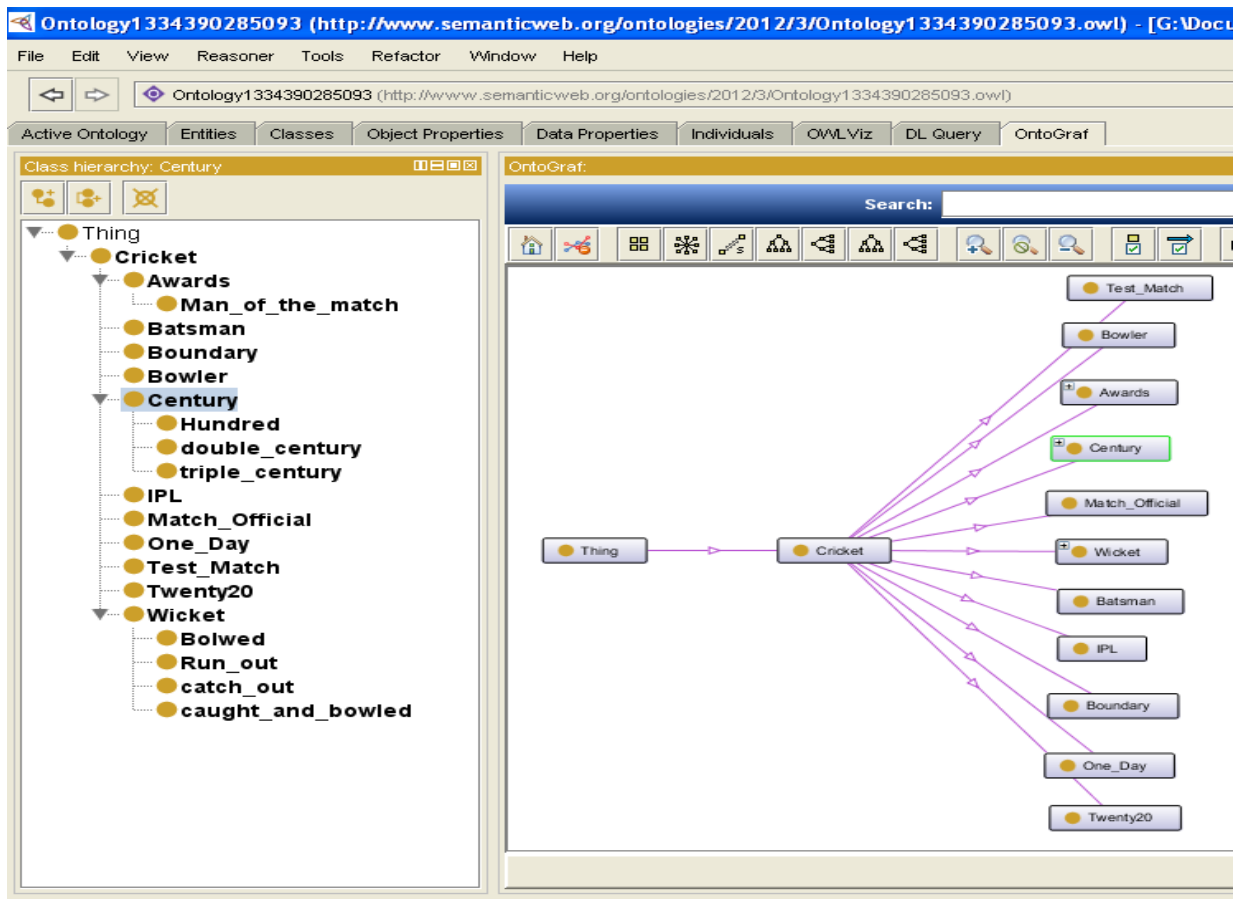 Ontology1334390285093 (http://www.semanticweb.org/ontologies/2012/3/Ontology1334390285093.owl) - [G:\Docu
File Edit View Reasoner Tools Refactor Window Help
Ontology1334390285093 (http://www.semanticweb.org/ontologies/2012/3/Ontology1334390285093.owl)
Active Ontology Entities Classes Object Properties Data Properties Individuals OWLViz DL Query OntoGraf
Class hierarchy: Century
Thing
Cricket
Awards
Man_of_the_match
Batsman
Boundary
Bowler
Century
Hundred
double_century
triple_century
IPL
Match_Official
One_Day
Test_Match
Twenty20
Wicket
Bolwed
Run_out
catch_out
caught_and_bowled
OntoGraf:
Search:
Thing
Cricket
Test_Match
Bowler
Awards
Century
Match_Official
Wicket
Batsman
IPL
Boundary
One_Day
Twenty20